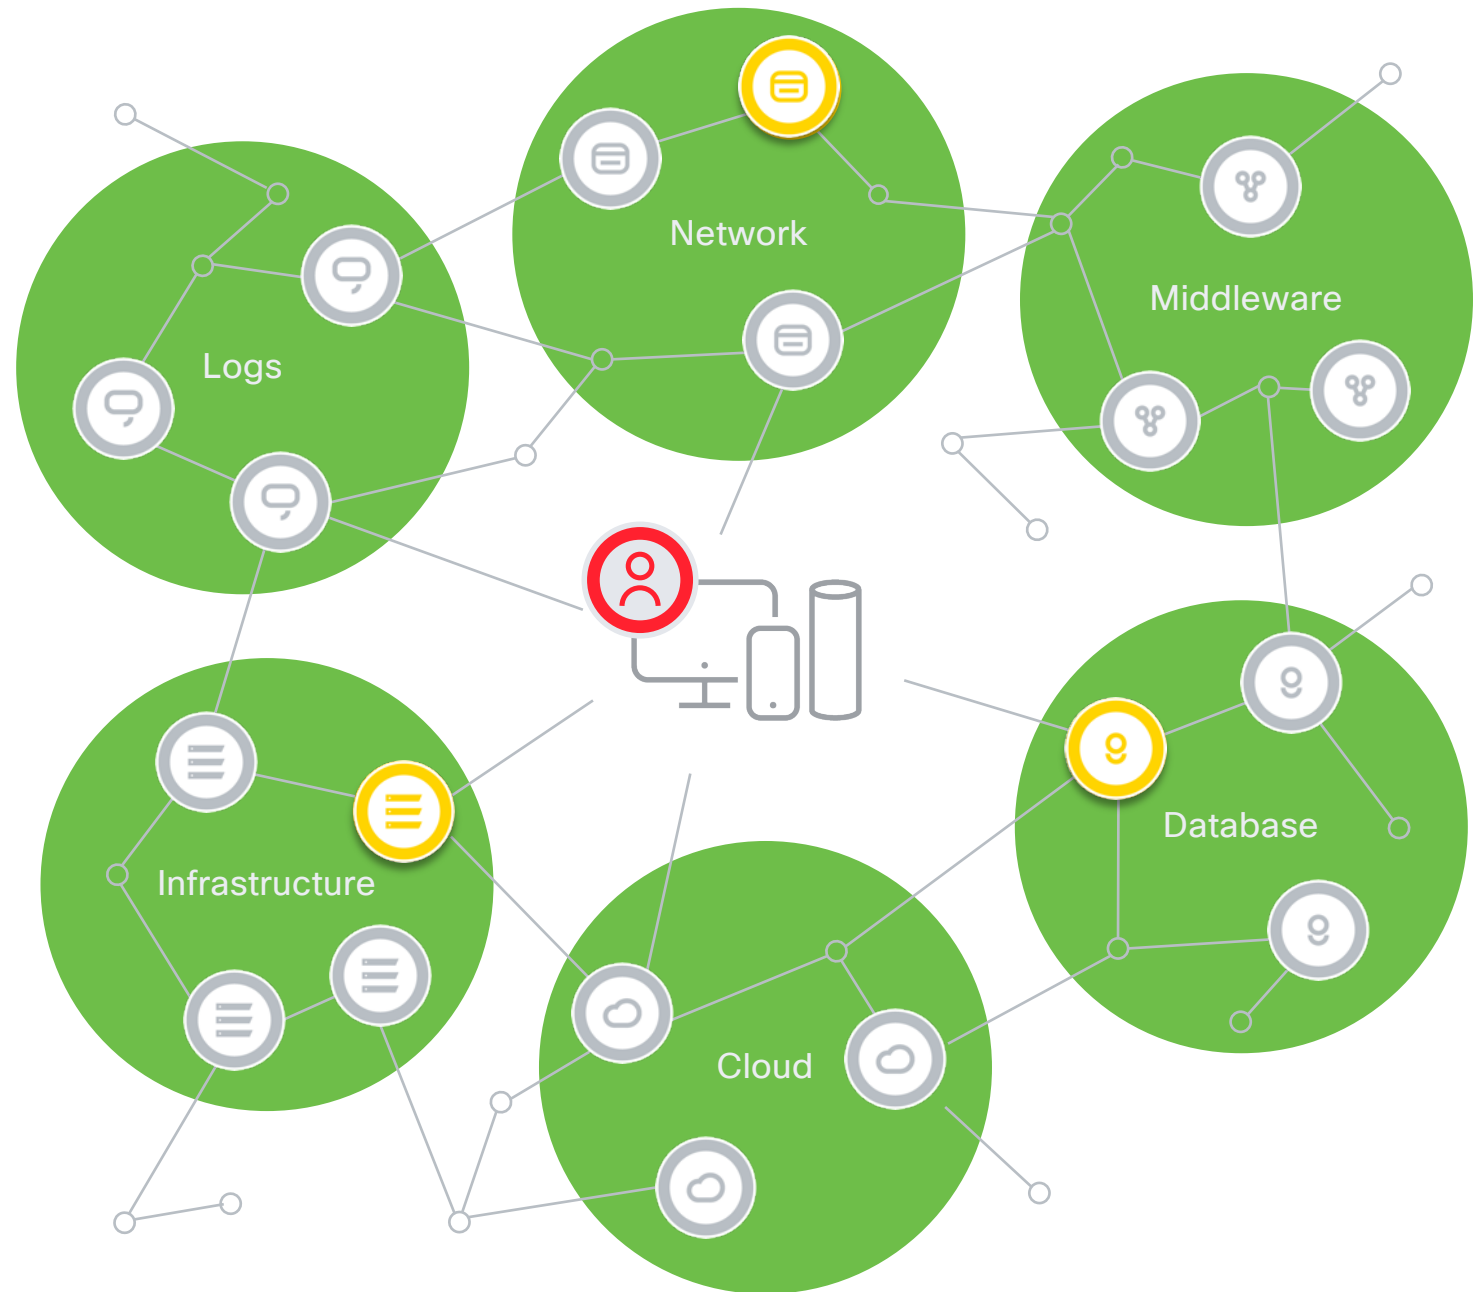 Network
Middleware
Logs
Database
Infrastructure
Cloud